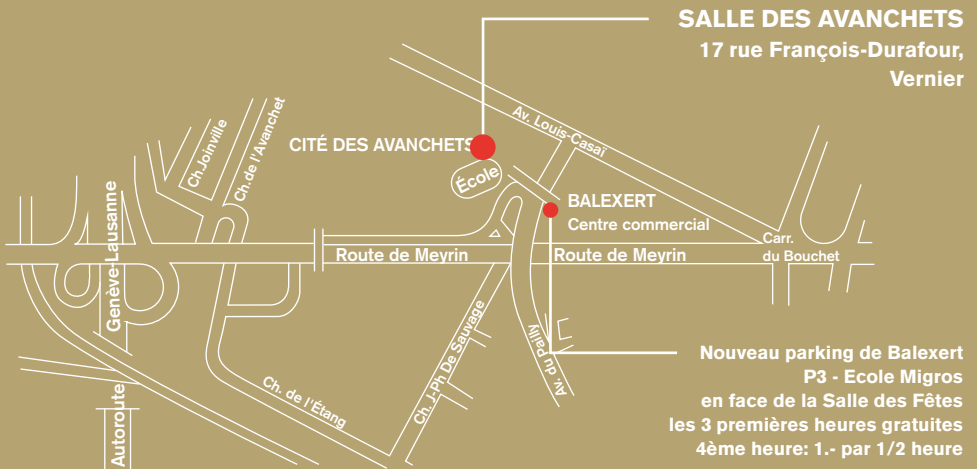 SALLE DES AVANCHETS
17 rue François-Durafour,
Vernier
Av. Louis-Casaï
Ch.Joinville
Ch.de l'Avanchet
CITÉ DES AVANCHETS
École
BALEXERT
Centre commercial
Genève-Lausanne
Route de Meyrin
Route de Meyrin
Carr.
du Bouchet
Ch. J-Ph De Sauvage
Av. du Pailly
Ch. de l'Étang
Autoroute
Nouveau parking de Balexert
P3 - Ecole Migros
en face de la Salle des Fêtes
les 3 premières heures gratuites
4ème heure: 1.- par 1/2 heure